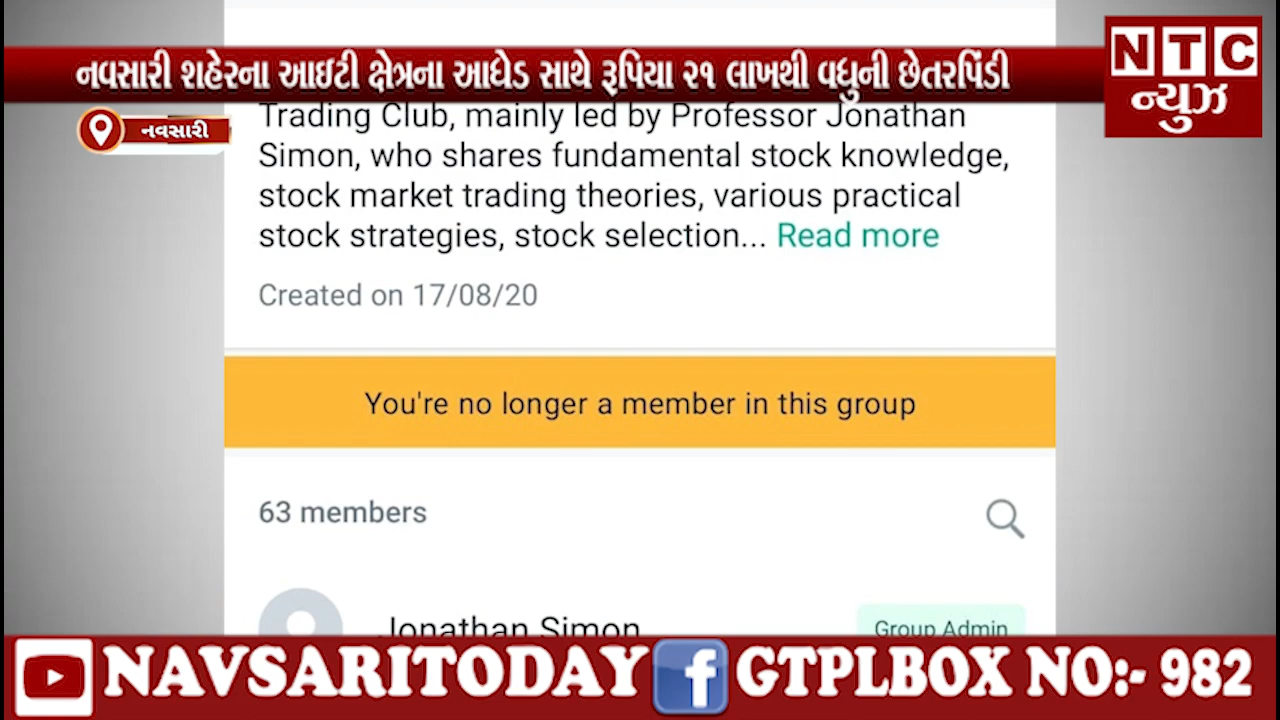 નવસારી શહેરના આઇટી ક્ષેત્રના આધેડ સાથે રૂપિયા ૨૧ લાખથી વધુની છેતરપિંડી
NTC
ન્યુઝ
નવસારી
Trading Club, mainly led by Professor Jonathan
Simon, who shares fundamental stock knowledge,
stock market trading theories, various practical
stock strategies, stock selection... Read more
Created on 17/08/20
You're no longer a member in this group
63 members
Jonathan Simon
Group Admin
NAVSARITODAY f GTPLBOX NO:- 982